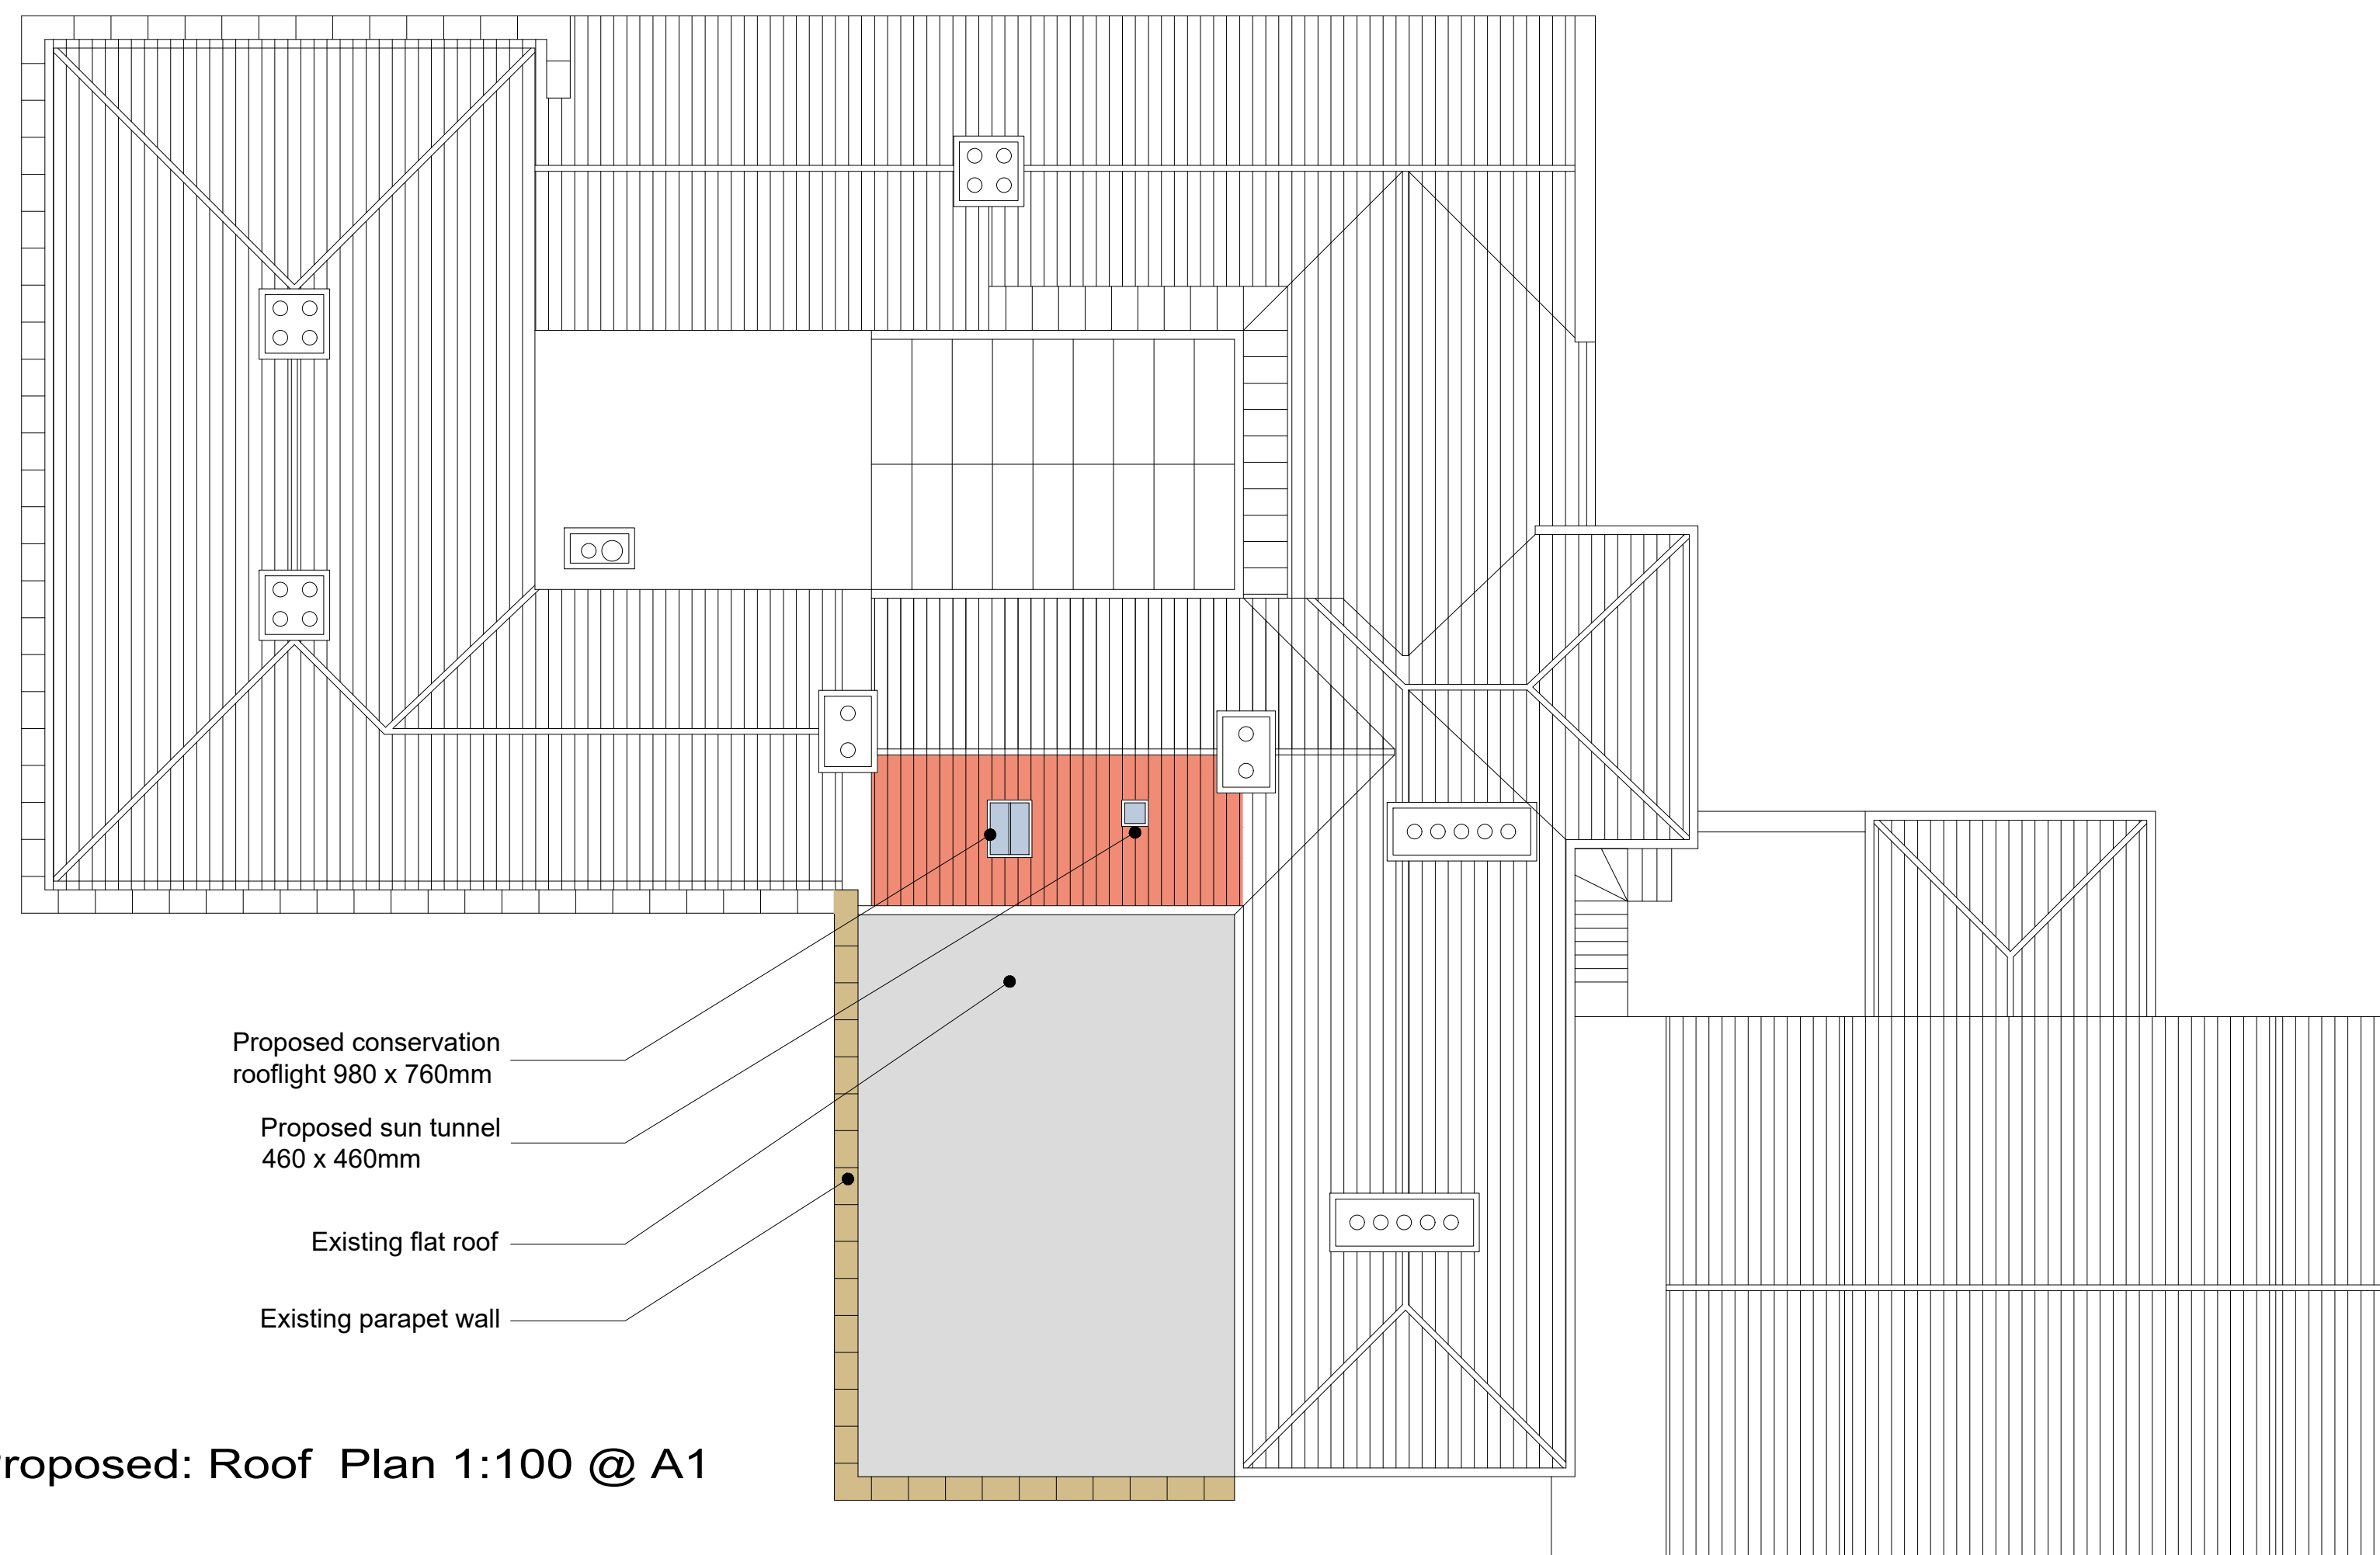 Proposed conservation
rooflight 980 x 760mm
Proposed sun tunnel
460 x 460mm
Existing flat roof
Existing parapet wall
roposed: Roof Plan 1:100 @ A1